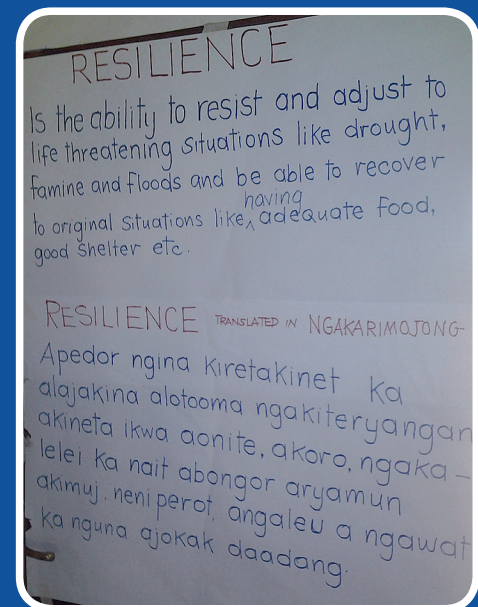 RESILIENCE
Is the ability to resist and adjust to
life threatening situations like drought,
famine and floods and be able to recover
having
to original situations like ^ adequate food,
good shelter etc.
RESILIENCE TRANSLATED IN NGAKARIMOJONG
Apedor ngina kiretakinet ka
alajakina alotooma ngakiteryangan
akineta ikwa aonite, akoro, ngaka-
lelei ka nait abongor aryamun
akimuj, neniperot, angaleu a ngawat
ka nguna ajokak daadang.